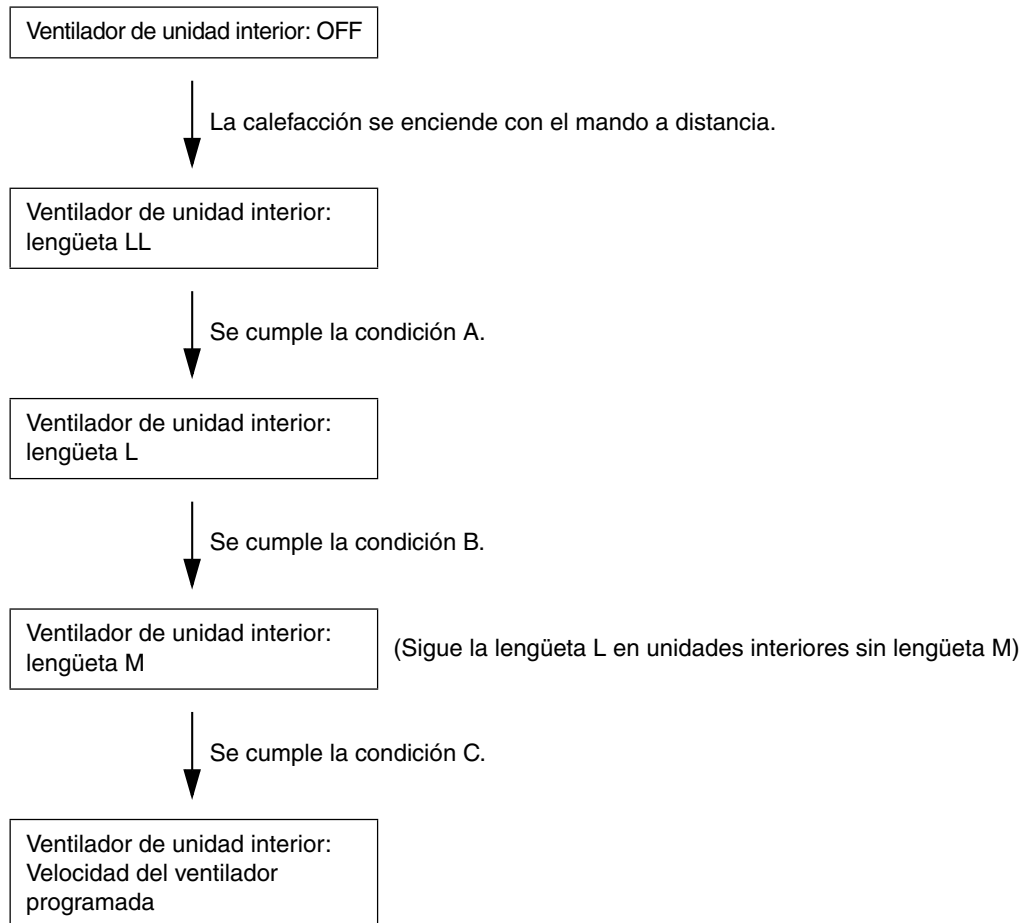 Ventilador de unidad interior: OFF
La calefacción se enciende con el mando a distancia.
Ventilador de unidad interior:
lengüeta LL
Se cumple la condición A.
Ventilador de unidad interior:
lengüeta L
Se cumple la condición B.
Ventilador de unidad interior:
lengüeta M
(Sigue la lengüeta L en unidades interiores sin lengüeta M)
Se cumple la condición C.
Ventilador de unidad interior:
Velocidad del ventilador
programada